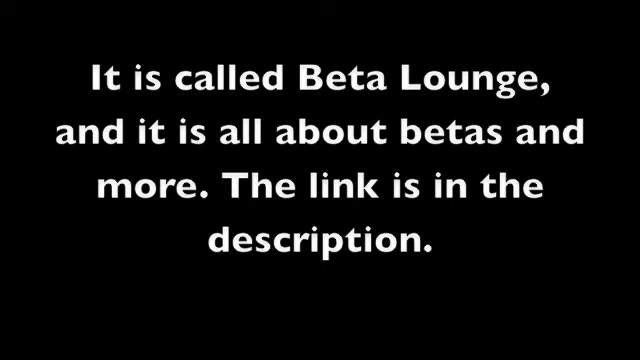 It is called Beta Lounge,
and it is all about betas and
more. The link is in the
description.